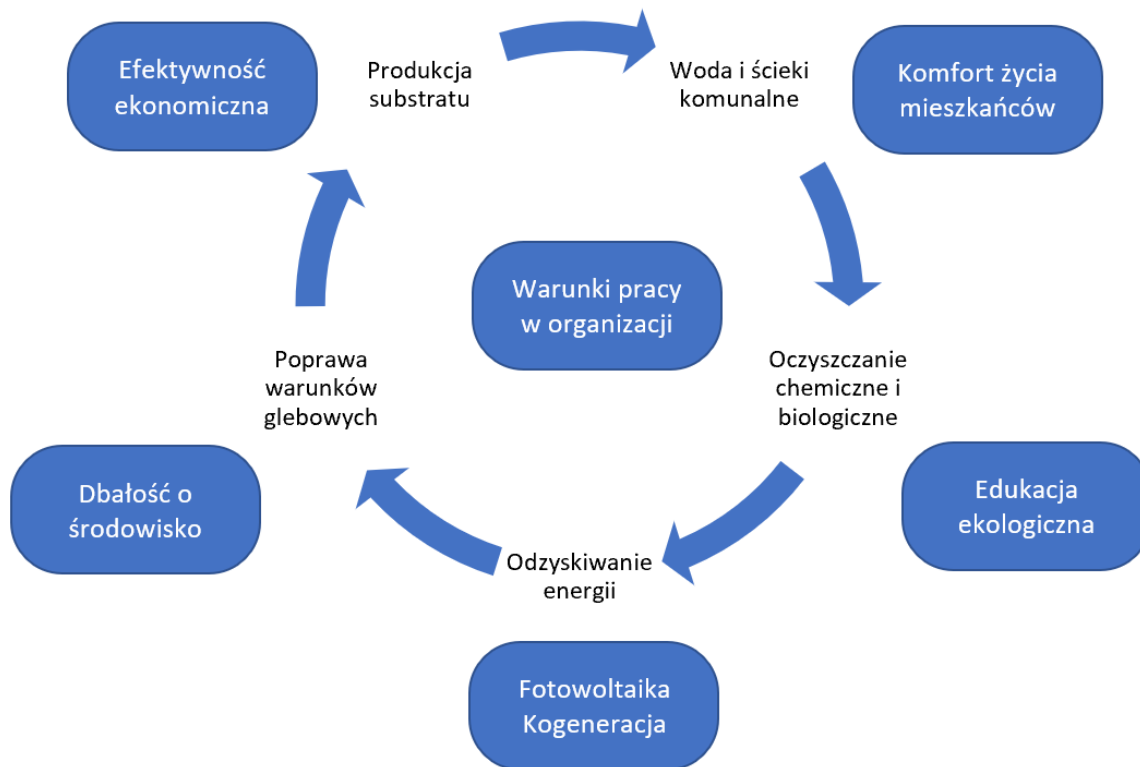 Efektywność
ekonomiczna
Produkcja
substratu
Woda i ścieki
komunalne
Komfort życia
mieszkańców
Warunki pracy
w organizacji
Poprawa
warunków
glebowych
Oczyszczanie
chemiczne i
biologiczne
Dbałość o
środowisko
Edukacja
ekologiczna
Odzyskiwanie
energii
Fotowoltaika
Kogeneracja